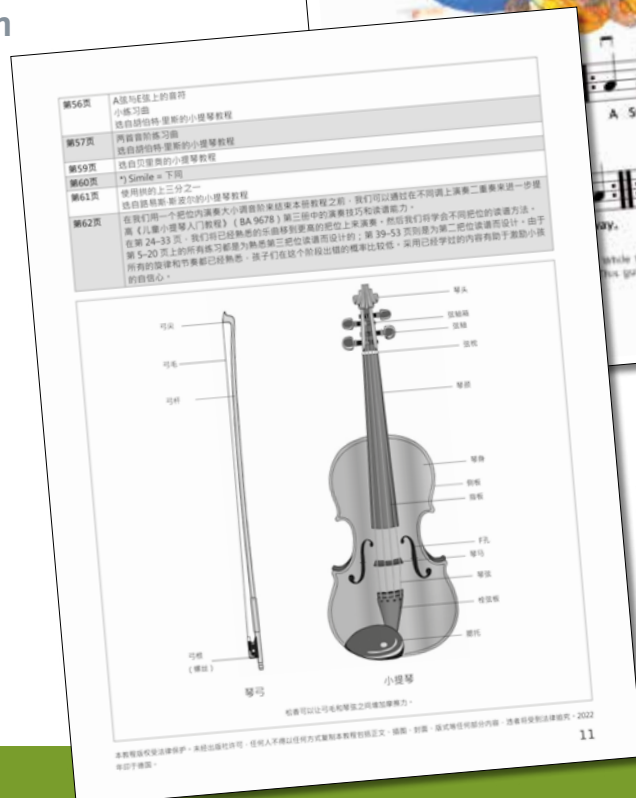 第56页
A弦与E弦上的音符
小练习曲
选自胡伯特·里斯的小提琴教程
第57页
两首音阶练习曲
选自胡伯特·里斯的小提琴教程
第59页
选自贝里奥的小提琴教程
第60页
*) Simile = 下同
第61页
使用弓的上三分之一
选自路易斯·斯波尔的小提琴教程
第62页
在我们用一个把位内演奏大小调音阶来结束本册教程之前，我们可以通过在不同调上演奏二重奏来进一步提
高《儿童小提琴入门教程》（BA 9678）第三册中的演奏技巧和读谱能力。
在第 24–33 页，我们将已经熟悉的乐曲移到更高的把位上来演奏。然后我们将学会不同把位的读谱方法。
第 5–20 页上的所有练习都是为熟悉第三把位读谱而设计的；第 39–53 页则是为第二把位读谱而设计。由于
所有的旋律和节奏都已经熟悉，孩子们在这个阶段出错的概率比较低。采用已经学过的内容有助于激励小孩
的自信心。
弓尖
弓毛
弓杆
弓根
（螺丝）
琴弓
琴头
弦轴箱
弦轴
弦枕
琴颈
琴身
侧板
指板
F孔
琴马
琴弦
栓弦板
腮托
小提琴
松香可以让弓毛和琴弦之间增加摩擦力。
本教程版权受法律保护。未经出版社许可，任何人不得以任何方式复制本教程包括正文、插图、封面、版式等任何部分内容，违者将受到法律追究。2022
年印于德国。
11
A
While